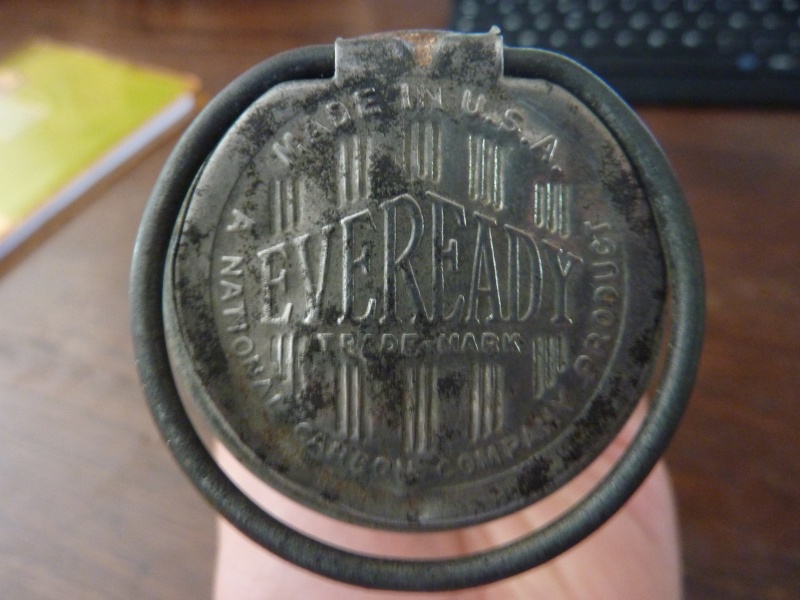 MADE IN U.S.A.
EVEREADY
TRADE-MARK
A NATIONAL CARBON COMPANY PRODUCT